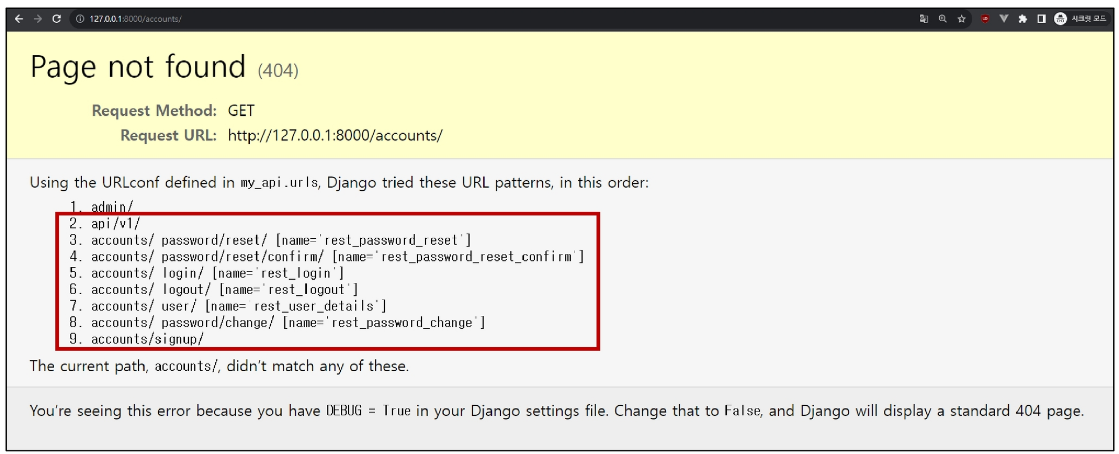 127.0.0.1:8000/accounts/
시크릿 모드
Page not found (404)
Request Method: GET
Request URL: http://127.0.0.1:8000/accounts/
Using the URLconf defined in my_api.urls, Django tried these URL patterns, in this order:
1. admin/
2. api/v1/
3. accounts/ password/reset/ [name='rest_password_reset']
4. accounts/ password/reset/confirm/ [name='rest_password_reset_confirm']
5. accounts/ login/ [name='rest_login']
6. accounts/ logout/ [name='rest_logout']
7. accounts/ user/ [name='rest_user_details']
8. accounts/ password/change/ [name='rest_password_change']
9. accounts/signup/
The current path, accounts/, didn't match any of these.
You're seeing this error because you have DEBUG = True in your Django settings file. Change that to False, and Django will display a standard 404 page.